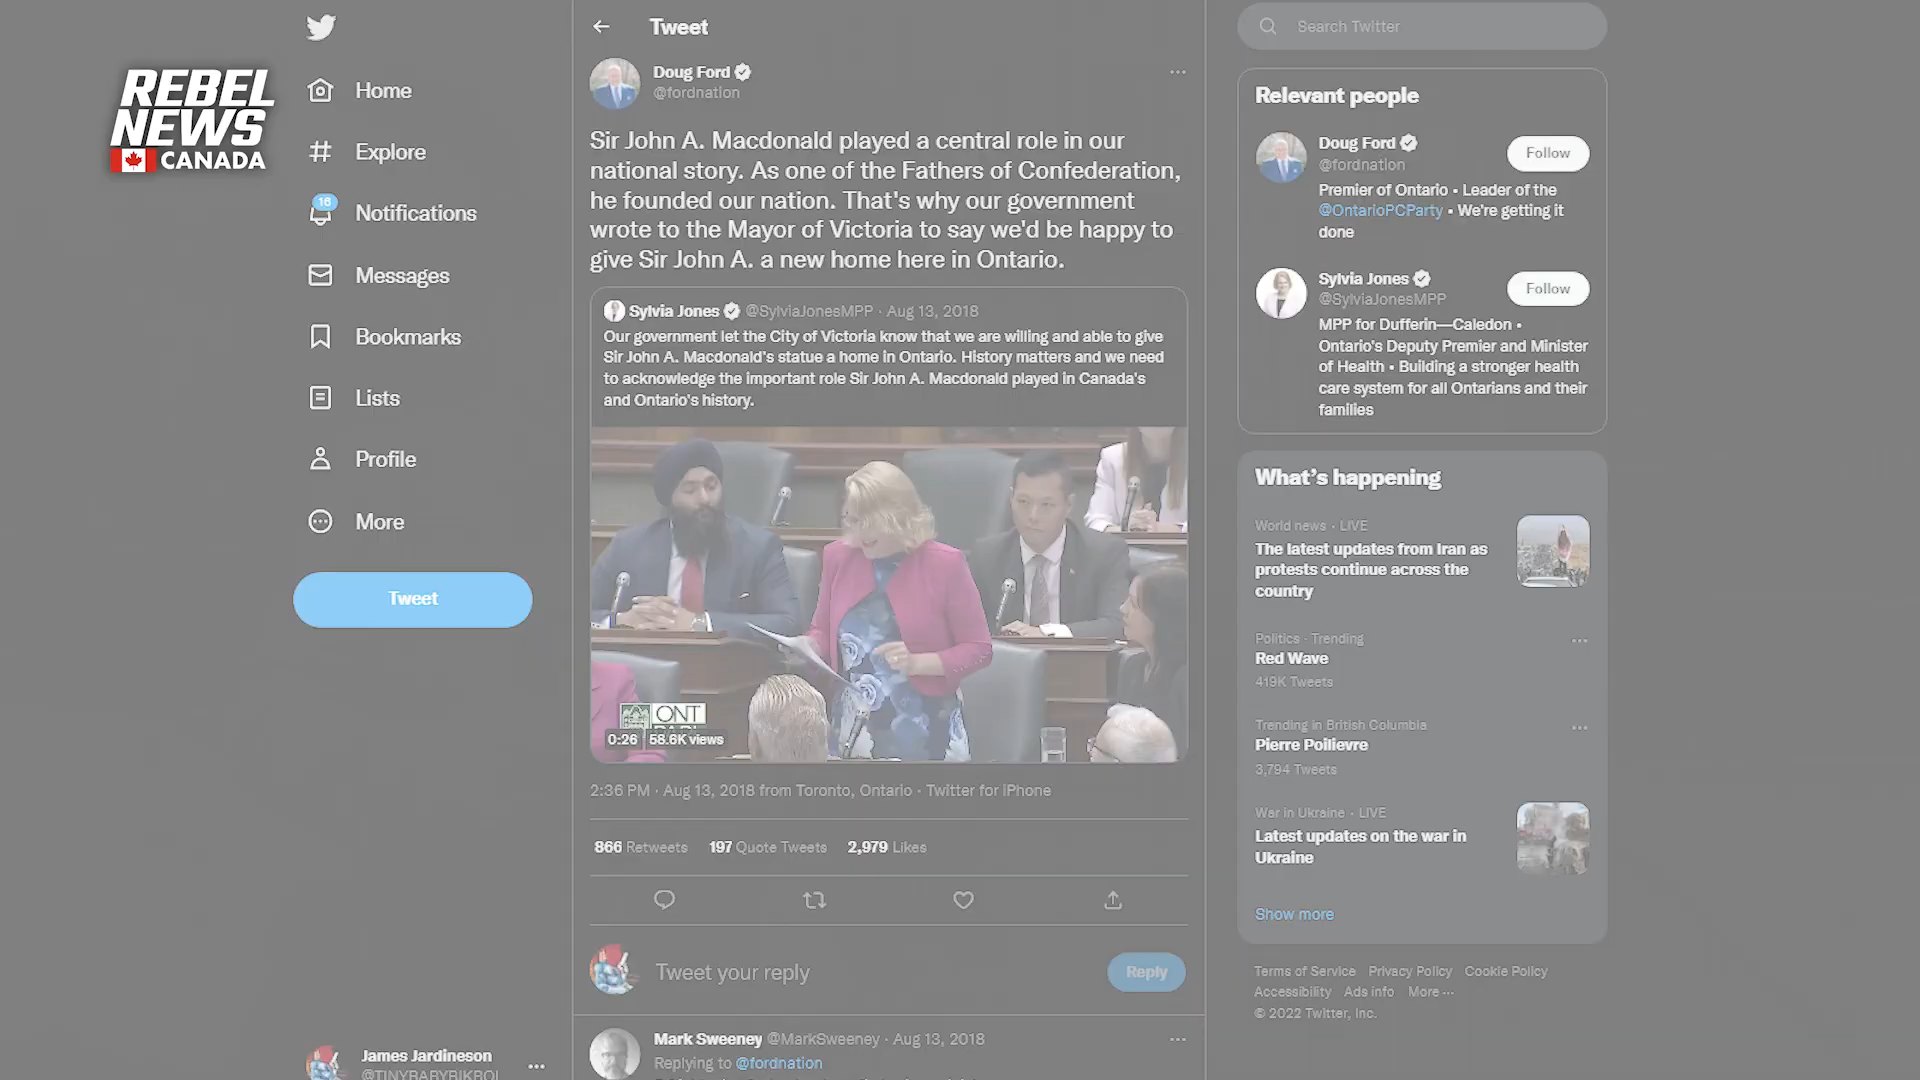 REBEL
NEWS
CANADA
Home
Explore
16
Notifications
Messages
Bookmarks
Lists
Profile
More
Tweet
James Jardineson
Tweet
Doug Ford
@fordnation
Sir John A. Macdonald played a central role in our
national story. As one of the Fathers of Confederation,
he founded our nation. That's why our government
wrote to the Mayor of Victoria to say we'd be happy to
give Sir John A. a new home here in Ontario.
Sylvia Jones @SylviaJonesMPP · Aug 13, 2018
Our government let the City of Victoria know that we are willing and able to give
Sir John A. Macdonald's statue a home in Ontario. History matters and we need
to acknowledge the important role Sir John A. Macdonald played in Canada's
and Ontario's history.
ONT
0:26 58.6K views
2:36 PM · Aug 13, 2018 from Toronto, Ontario · Twitter for iPhone
866 Retweets 197 Quote Tweets 2,979 Likes
Tweet your reply
Reply
Mark Sweeney @MarkSweeney · Aug 13, 2018
Replying to @fordnation
Search Twitter
Relevant people
Doug Ford
@fordnation
Follow
Premier of Ontario • Leader of the
@OntarioPCParty • We're getting it
done
Sylvia Jones
@SylviaJonesMPP
Follow
MPP for Dufferin—Caledon •
Ontario's Deputy Premier and Minister
of Health • Building a stronger health
care system for all Ontarians and their
families
What's happening
World news · LIVE
The latest updates from Iran as
protests continue across the
country
Politics · Trending
Red Wave
419K Tweets
Trending in British Columbia
Pierre Poilievre
3,794 Tweets
War in Ukraine · LIVE
Latest updates on the war in
Ukraine
Show more
Terms of Service Privacy Policy Cookie Policy
Accessibility Ads info More ···
© 2022 Twitter, Inc.